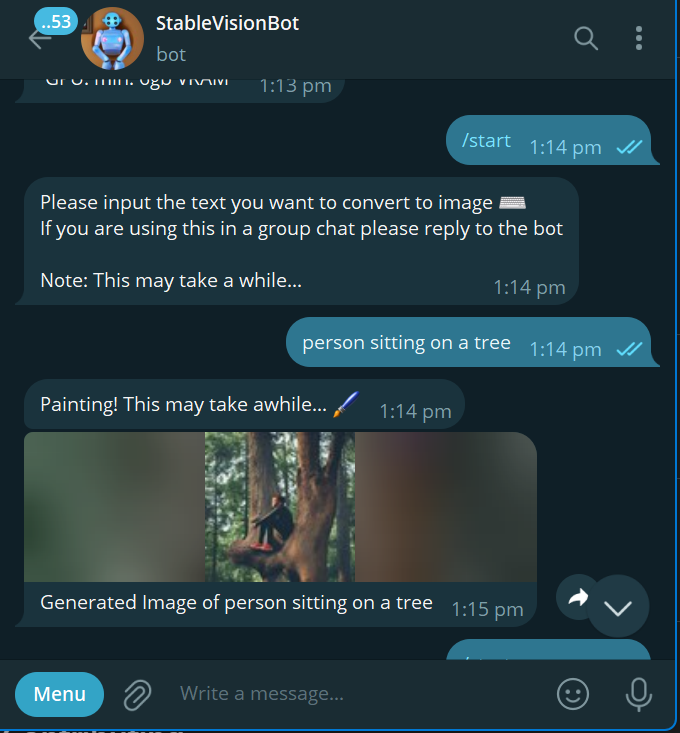 ..53
StableVisionBot
bot
GPU: min. 6gb VRAM 1:13 pm
/start 1:14 pm
Please input the text you want to convert to image
If you are using this in a group chat please reply to the bot
Note: This may take a while... 1:14 pm
person sitting on a tree 1:14 pm
Painting! This may take awhile... 1:14 pm
Generated Image of person sitting on a tree 1:15 pm
Menu Write a message...